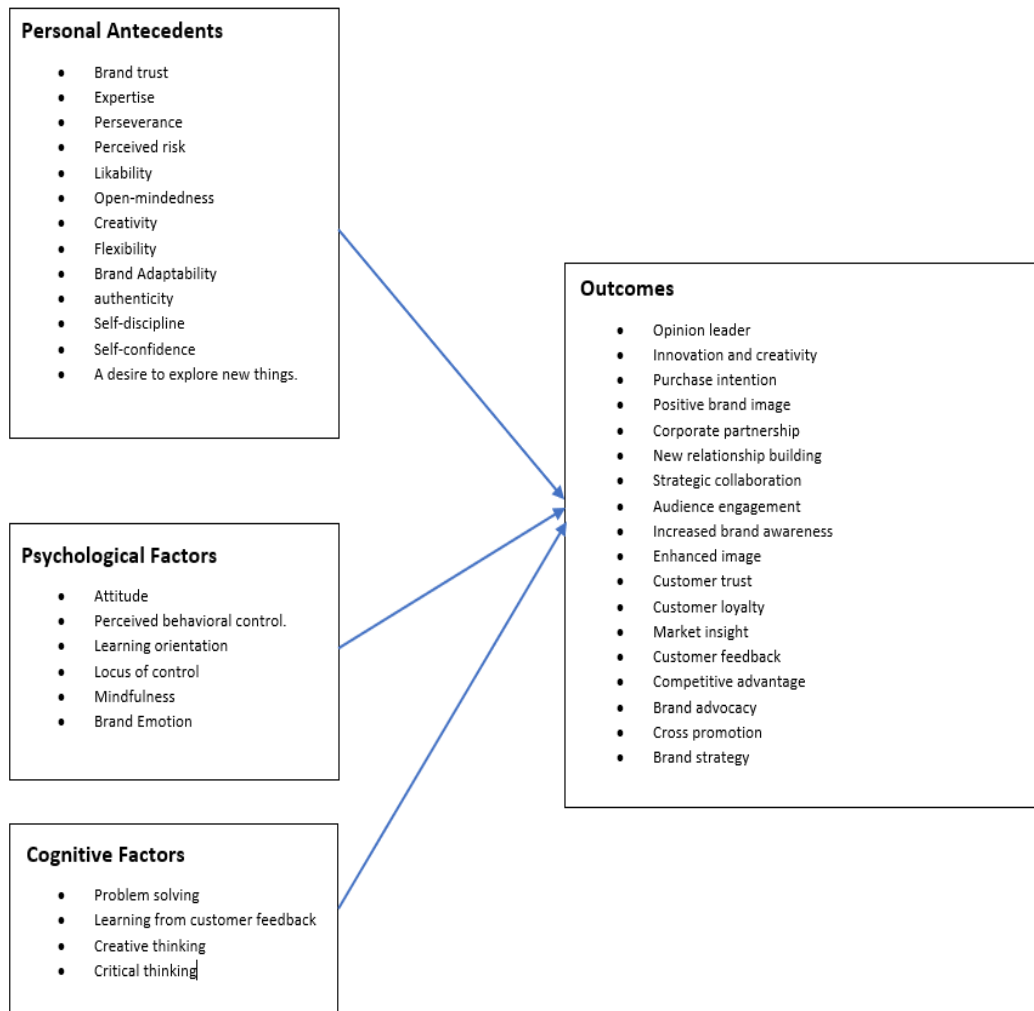 Personal Antecedents
• Brand trust
• Expertise
• Perseverance
• Perceived risk
• Likability
• Open-mindedness
• Creativity
• Flexibility
• Brand Adaptability
• authenticity
• Self-discipline
• Self-confidence
• A desire to explore new things.
Psychological Factors
• Attitude
• Perceived behavioral control.
• Learning orientation
• Locus of control
• Mindfulness
• Brand Emotion
Cognitive Factors
• Problem solving
• Learning from customer feedback
• Creative thinking
• Critical thinking
Outcomes
• Opinion leader
• Innovation and creativity
• Purchase intention
• Positive brand image
• Corporate partnership
• New relationship building
• Strategic collaboration
• Audience engagement
• Increased brand awareness
• Enhanced image
• Customer trust
• Customer loyalty
• Market insight
• Customer feedback
• Competitive advantage
• Brand advocacy
• Cross promotion
• Brand strategy